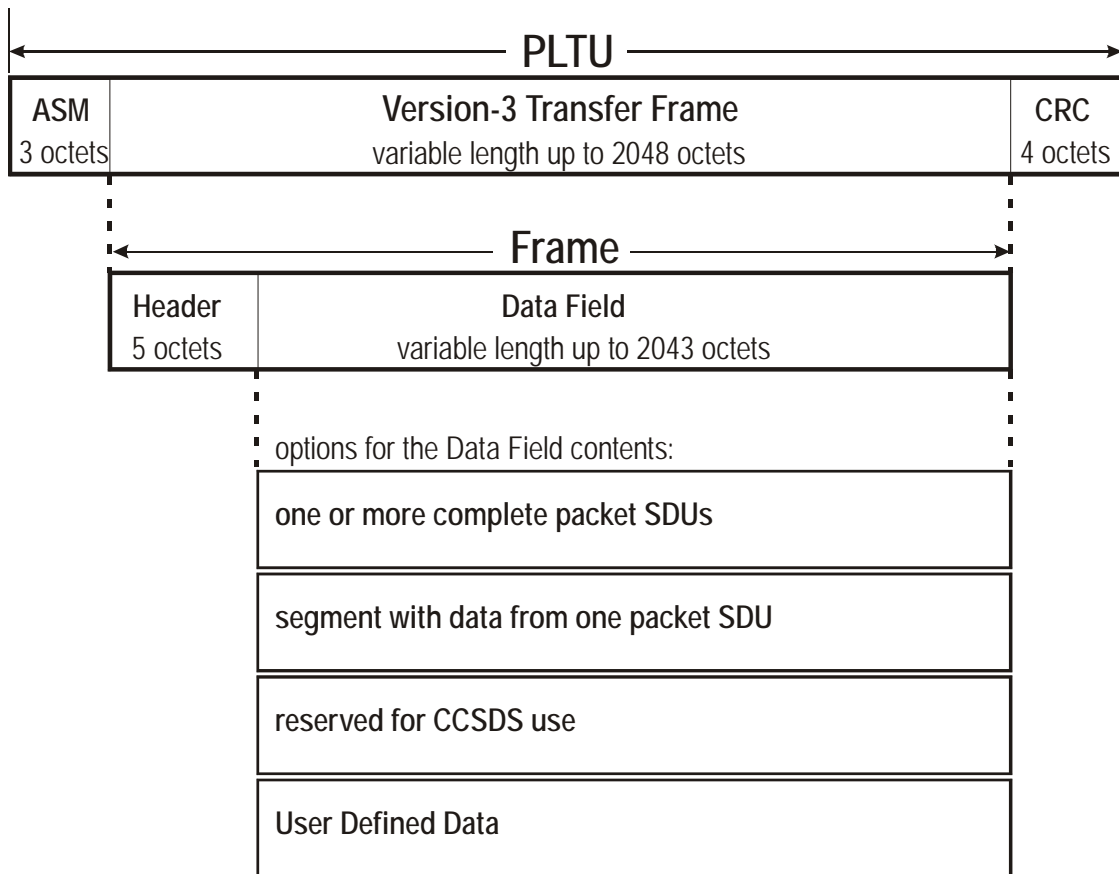 PLTU
ASM
Version-3 Transfer Frame
CRC
3 octets
variable length up to 2048 octets
4 octets
Frame
Header
Data Field
5 octets
variable length up to 2043 octets
options for the Data Field contents:
one or more complete packet SDUs
segment with data from one packet SDU
reserved for CCSDS use
User Defined Data